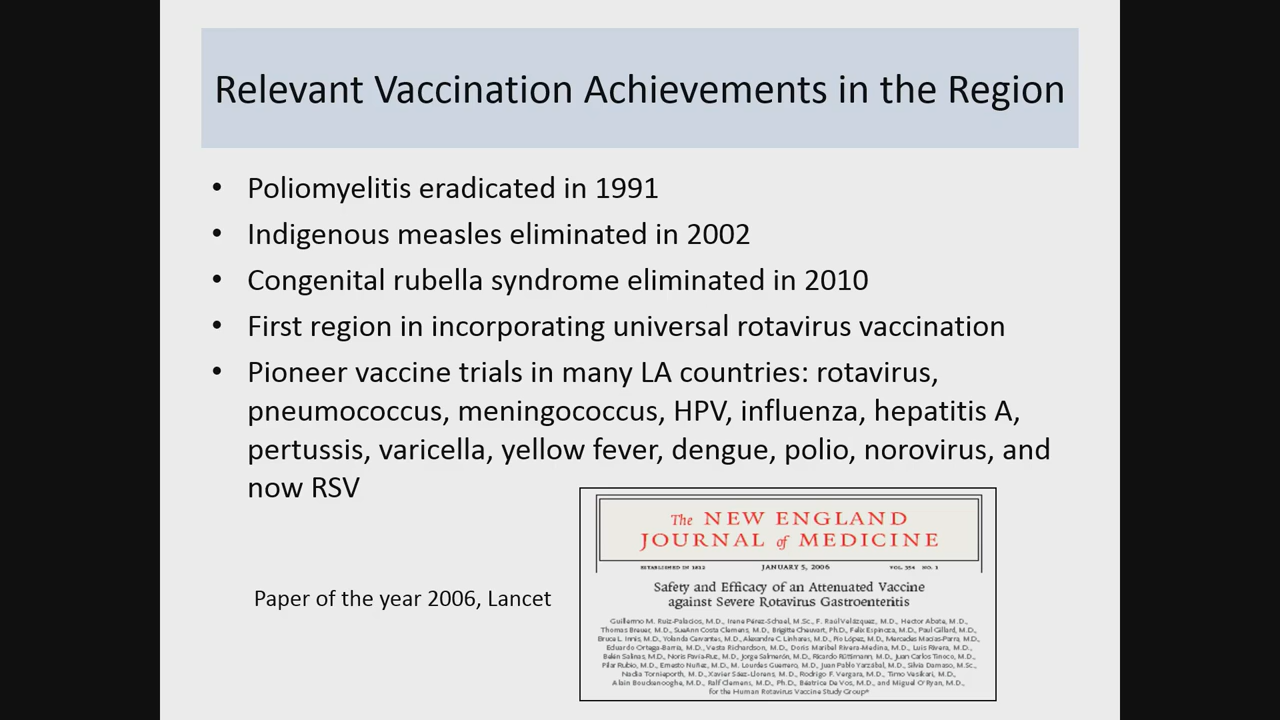 Relevant Vaccination Achievements in the Region
• Poliomyelitis eradicated in 1991
• Indigenous measles eliminated in 2002
• Congenital rubella syndrome eliminated in 2010
• First region in incorporating universal rotavirus vaccination
• Pioneer vaccine trials in many LA countries: rotavirus,
pneumococcus, meningococcus, HPV, influenza, hepatitis A,
pertussis, varicella, yellow fever, dengue, polio, norovirus, and
now RSV
Paper of the year 2006, Lancet
The NEW ENGLAND
JOURNAL of MEDICINE
ESTABLISHED IN 1812 JANUARY 5, 2006 VOL. 354 NO. 1
Safety and Efficacy of an Attenuated Vaccine
against Severe Rotavirus Gastroenteritis
Guillermo M. Ruiz-Palacios, M.D., Irene Pérez-Schael, M.Sc., F. Raúl Velázquez, M.D., Hector Abate, M.D.,
Thomas Breuer, M.D., SueAnn Costa Clemens, M.D., Brigitte Cheuvart, Ph.D., Felix Espinoza, M.D., Paul Gillard, M.D.,
Bruce L. Innis, M.D., Yolanda Cervantes, M.D., Alexandre C. Linhares, M.D., Pío López, M.D., Mercedes Macías-Parra, M.D.,
Eduardo Ortega-Barría, M.D., Vesta Richardson, M.D., Doris Maribel Rivera-Medina, M.D., Luis Rivera, M.D.,
Belén Salinas, M.D., Noris Pavía-Ruz, M.D., Jorge Salmerón, M.D., Ricardo Rüttimann, M.D., Juan Carlos Tinoco, M.D.,
Pilar Rubio, M.D., Ernesto Nuñez, M.D., M. Lourdes Guerrero, M.D., Juan Pablo Yarzábal, M.D., Silvia Damaso, M.Sc.,
Nadia Tornieporth, M.D., Xavier Sáez-Llorens, M.D., Rodrigo F. Vergara, M.D., Timo Vesikari, M.D.,
Alain Bouckenooghe, M.D., Ralf Clemens, M.D., Ph.D., Béatrice De Vos, M.D., and Miguel O'Ryan, M.D.,
for the Human Rotavirus Vaccine Study Group*